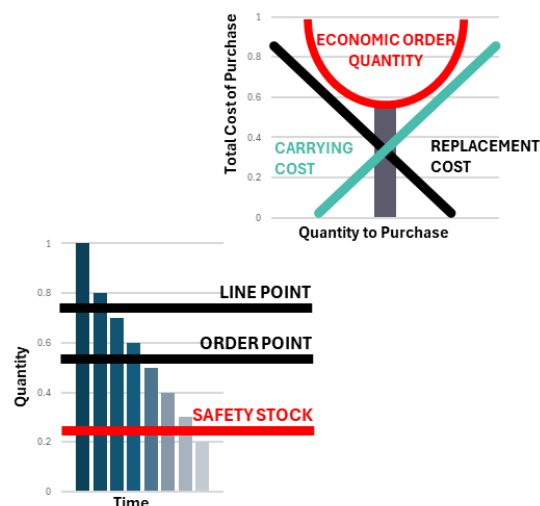 1
ECONOMIC ORDER
QUANTITY
0.8
0.6
0.4
0.2
0
Total Cost of Purchase
CARRYING
COST
REPLACEMENT
COST
Quantity to Purchase
1
0.8
0.6
0.4
0.2
0
Quantity
LINE POINT
ORDER POINT
SAFETY STOCK
Time